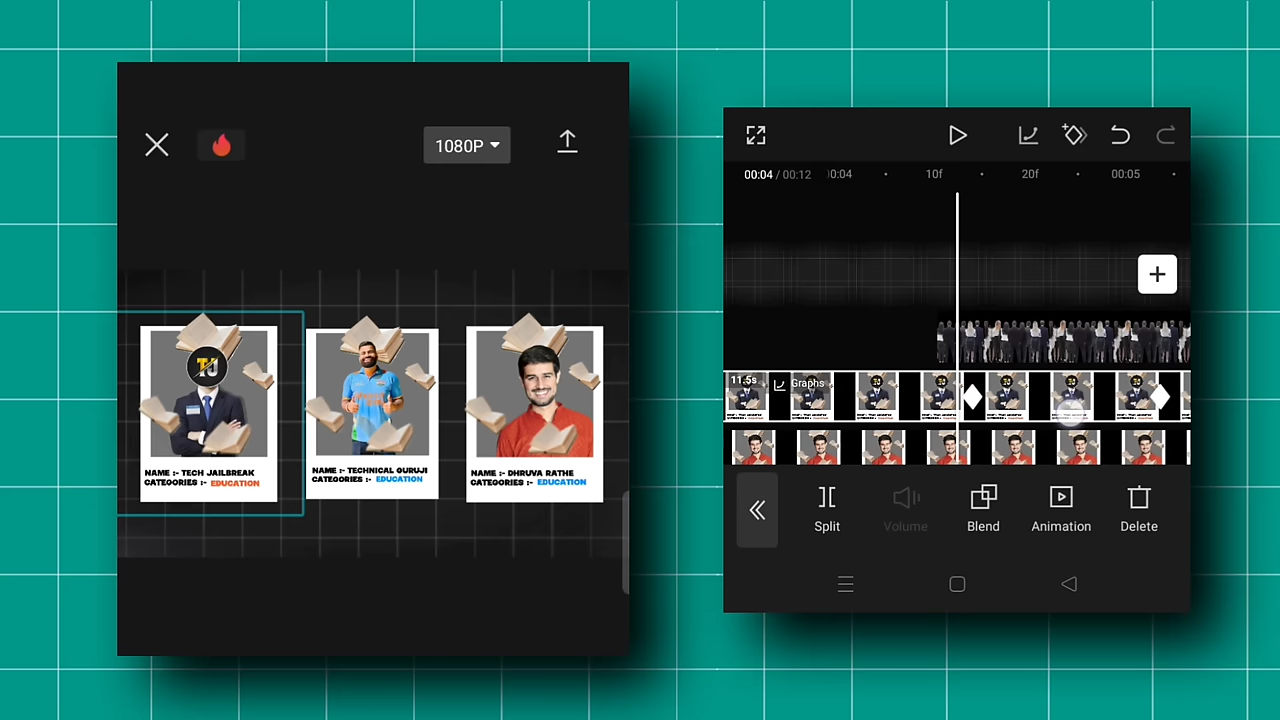 1080P
TJ
NAME :- TECH JAILBREAK
CATEGORIES :- EDUCATION
NAME :- TECHNICAL GURUJI
CATEGORIES :- EDUCATION
NAME :- DHRUVA RATHE
CATEGORIES :- EDUCATION
00:04 / 00:12
0:04
10f
20f
00:05
11.5s
Graphs
Split
Volume
Blend
Animation
Delete